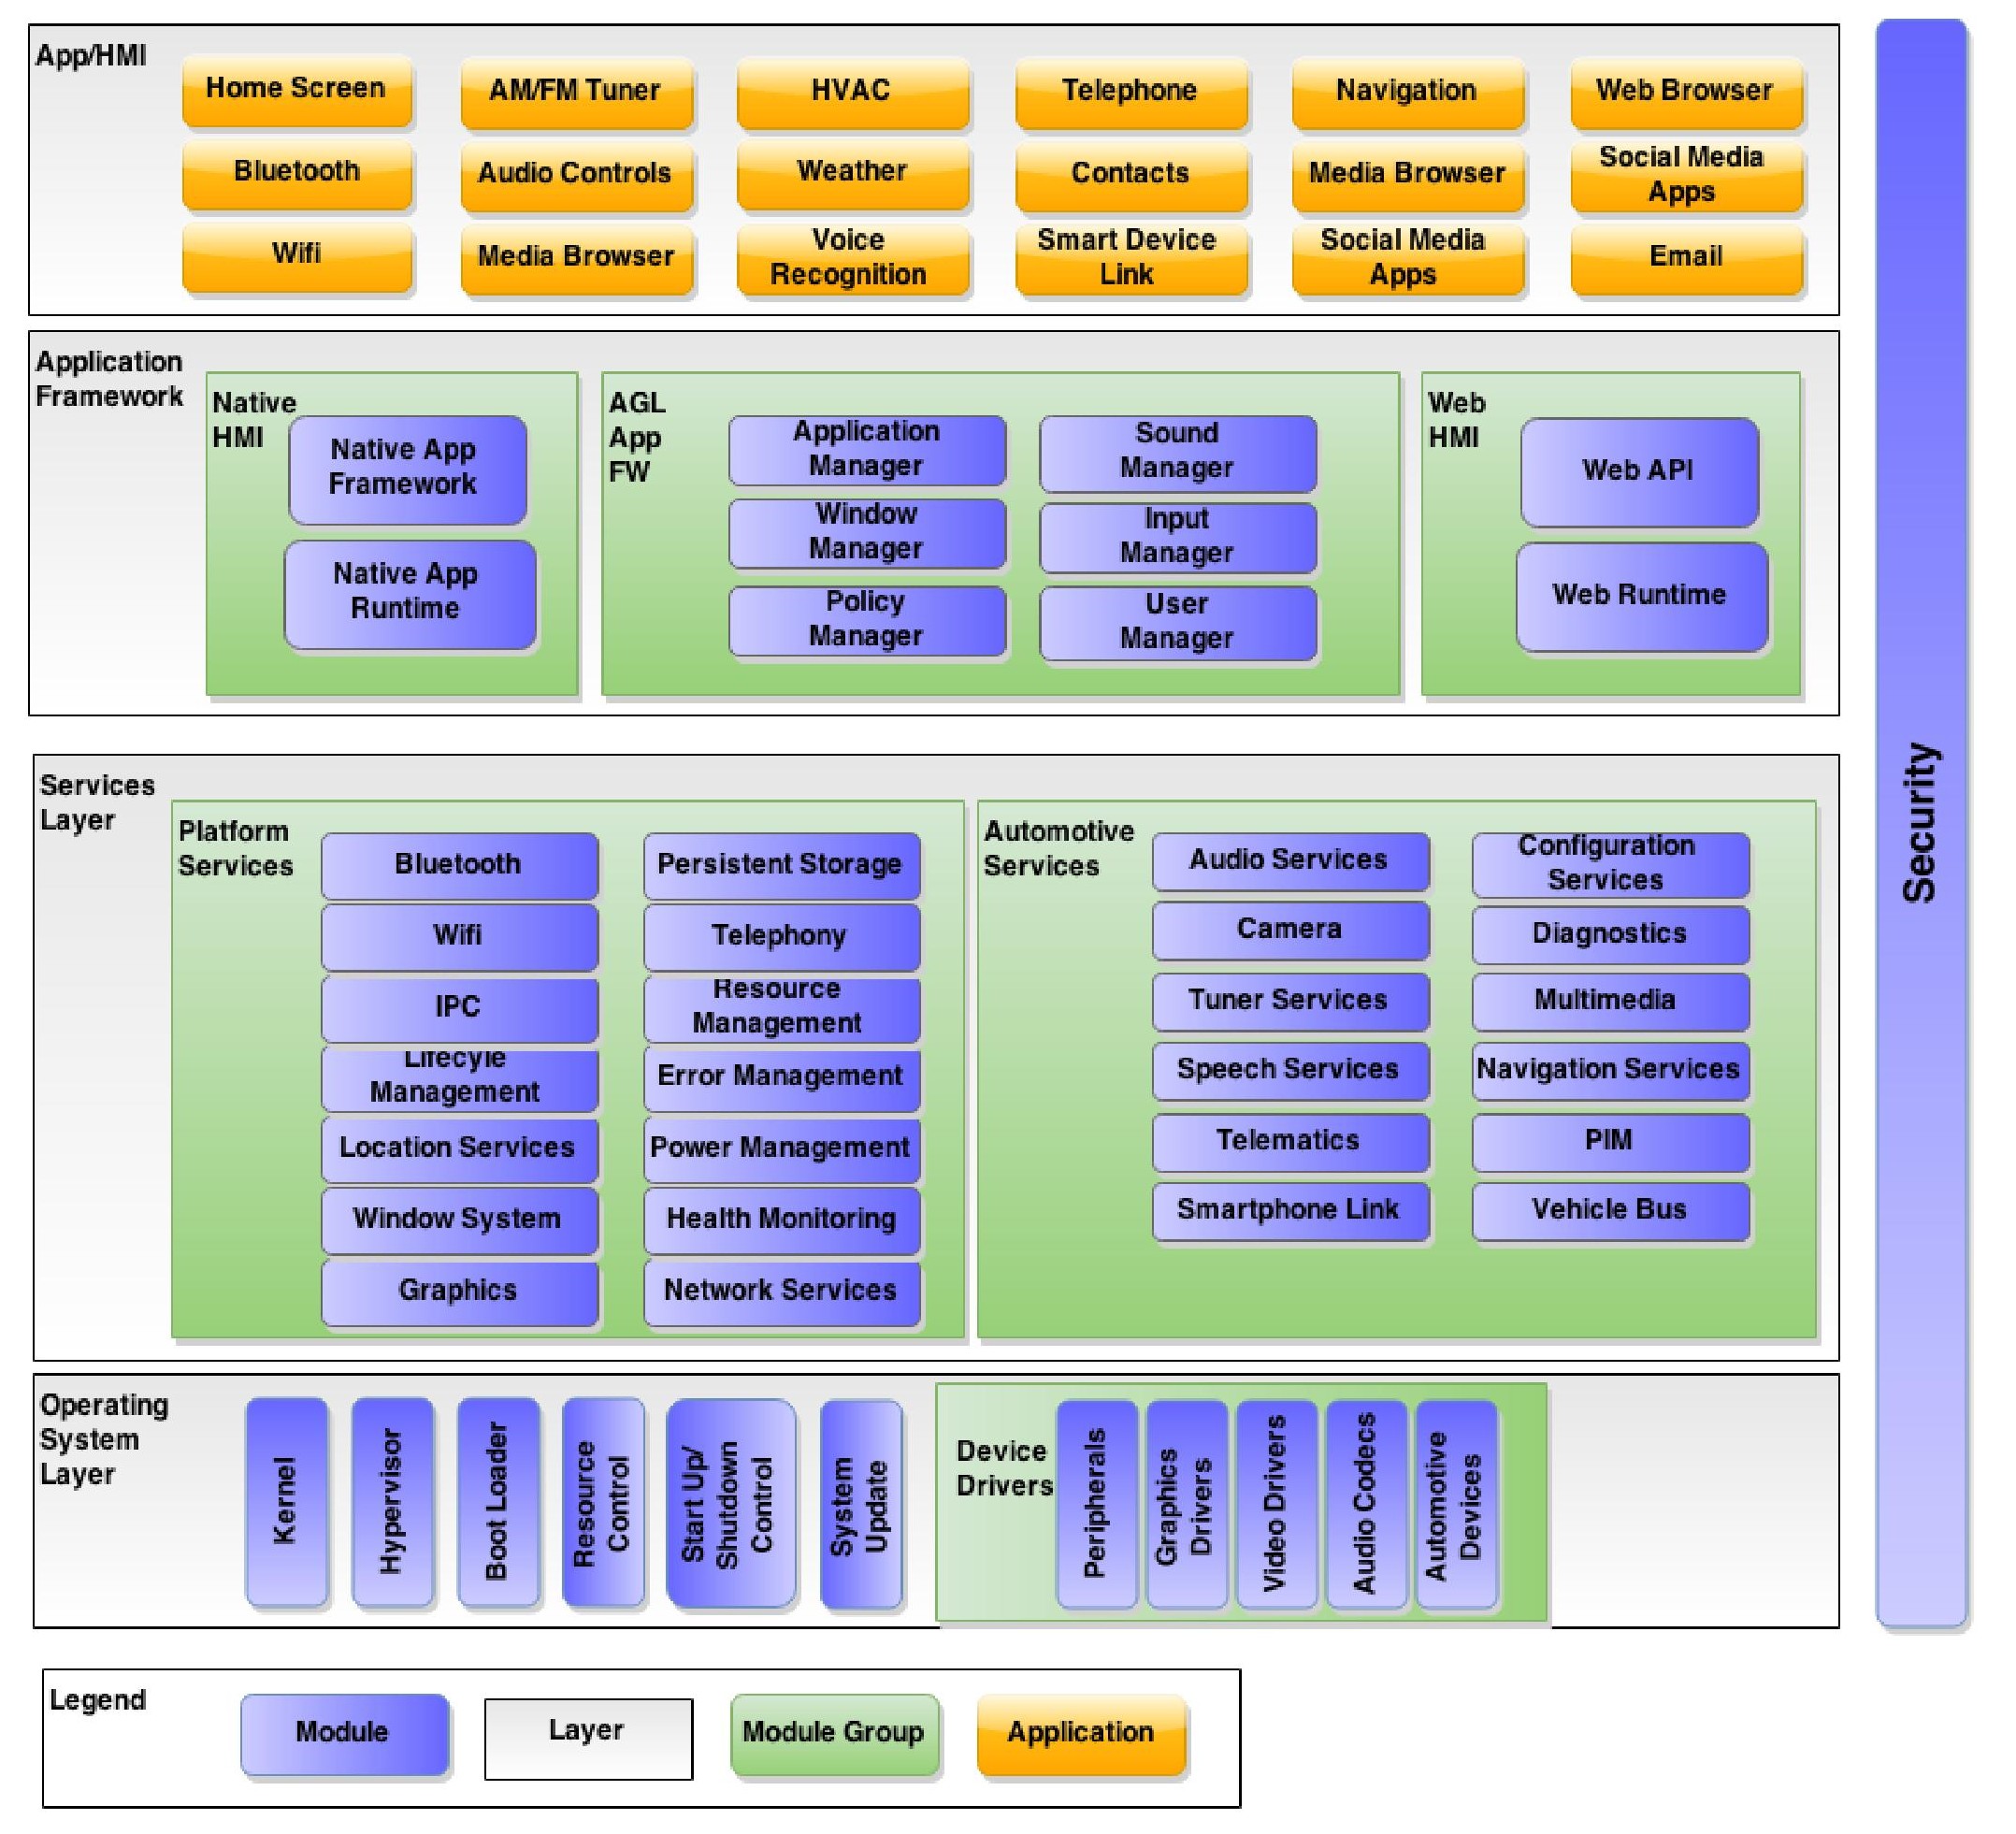 App/HMI
Home Screen
AM/FM Tuner
HVAC
Telephone
Navigation
Web Browser
Bluetooth
Audio Controls
Weather
Contacts
Media Browser
Social Media
Apps
Wifi
Media Browser
Voice
Recognition
Smart Device
Link
Social Media
Apps
Email
Application
Framework
Native
HMI
Native App
Framework
Native App
Runtime
AGL
App
FW
Application
Manager
Sound
Manager
Window
Manager
Input
Manager
Policy
Manager
User
Manager
Web
HMI
Web API
Web Runtime
Services
Layer
Platform
Services
Bluetooth
Persistent Storage
Wifi
Telephony
IPC
Resource
Management
Lifecyle
Management
Error Management
Location Services
Power Management
Window System
Health Monitoring
Graphics
Network Services
Automotive
Services
Audio Services
Configuration
Services
Camera
Diagnostics
Tuner Services
Multimedia
Speech Services
Navigation Services
Telematics
PIM
Smartphone Link
Vehicle Bus
Operating
System
Layer
Kernel
Hypervisor
Boot Loader
Resource
Control
Start Up/
Shutdown
Control
System
Update
Device
Drivers
Peripherals
Graphics
Drivers
Video Drivers
Audio Codecs
Automotive
Devices
Security
Legend
Module
Layer
Module Group
Application